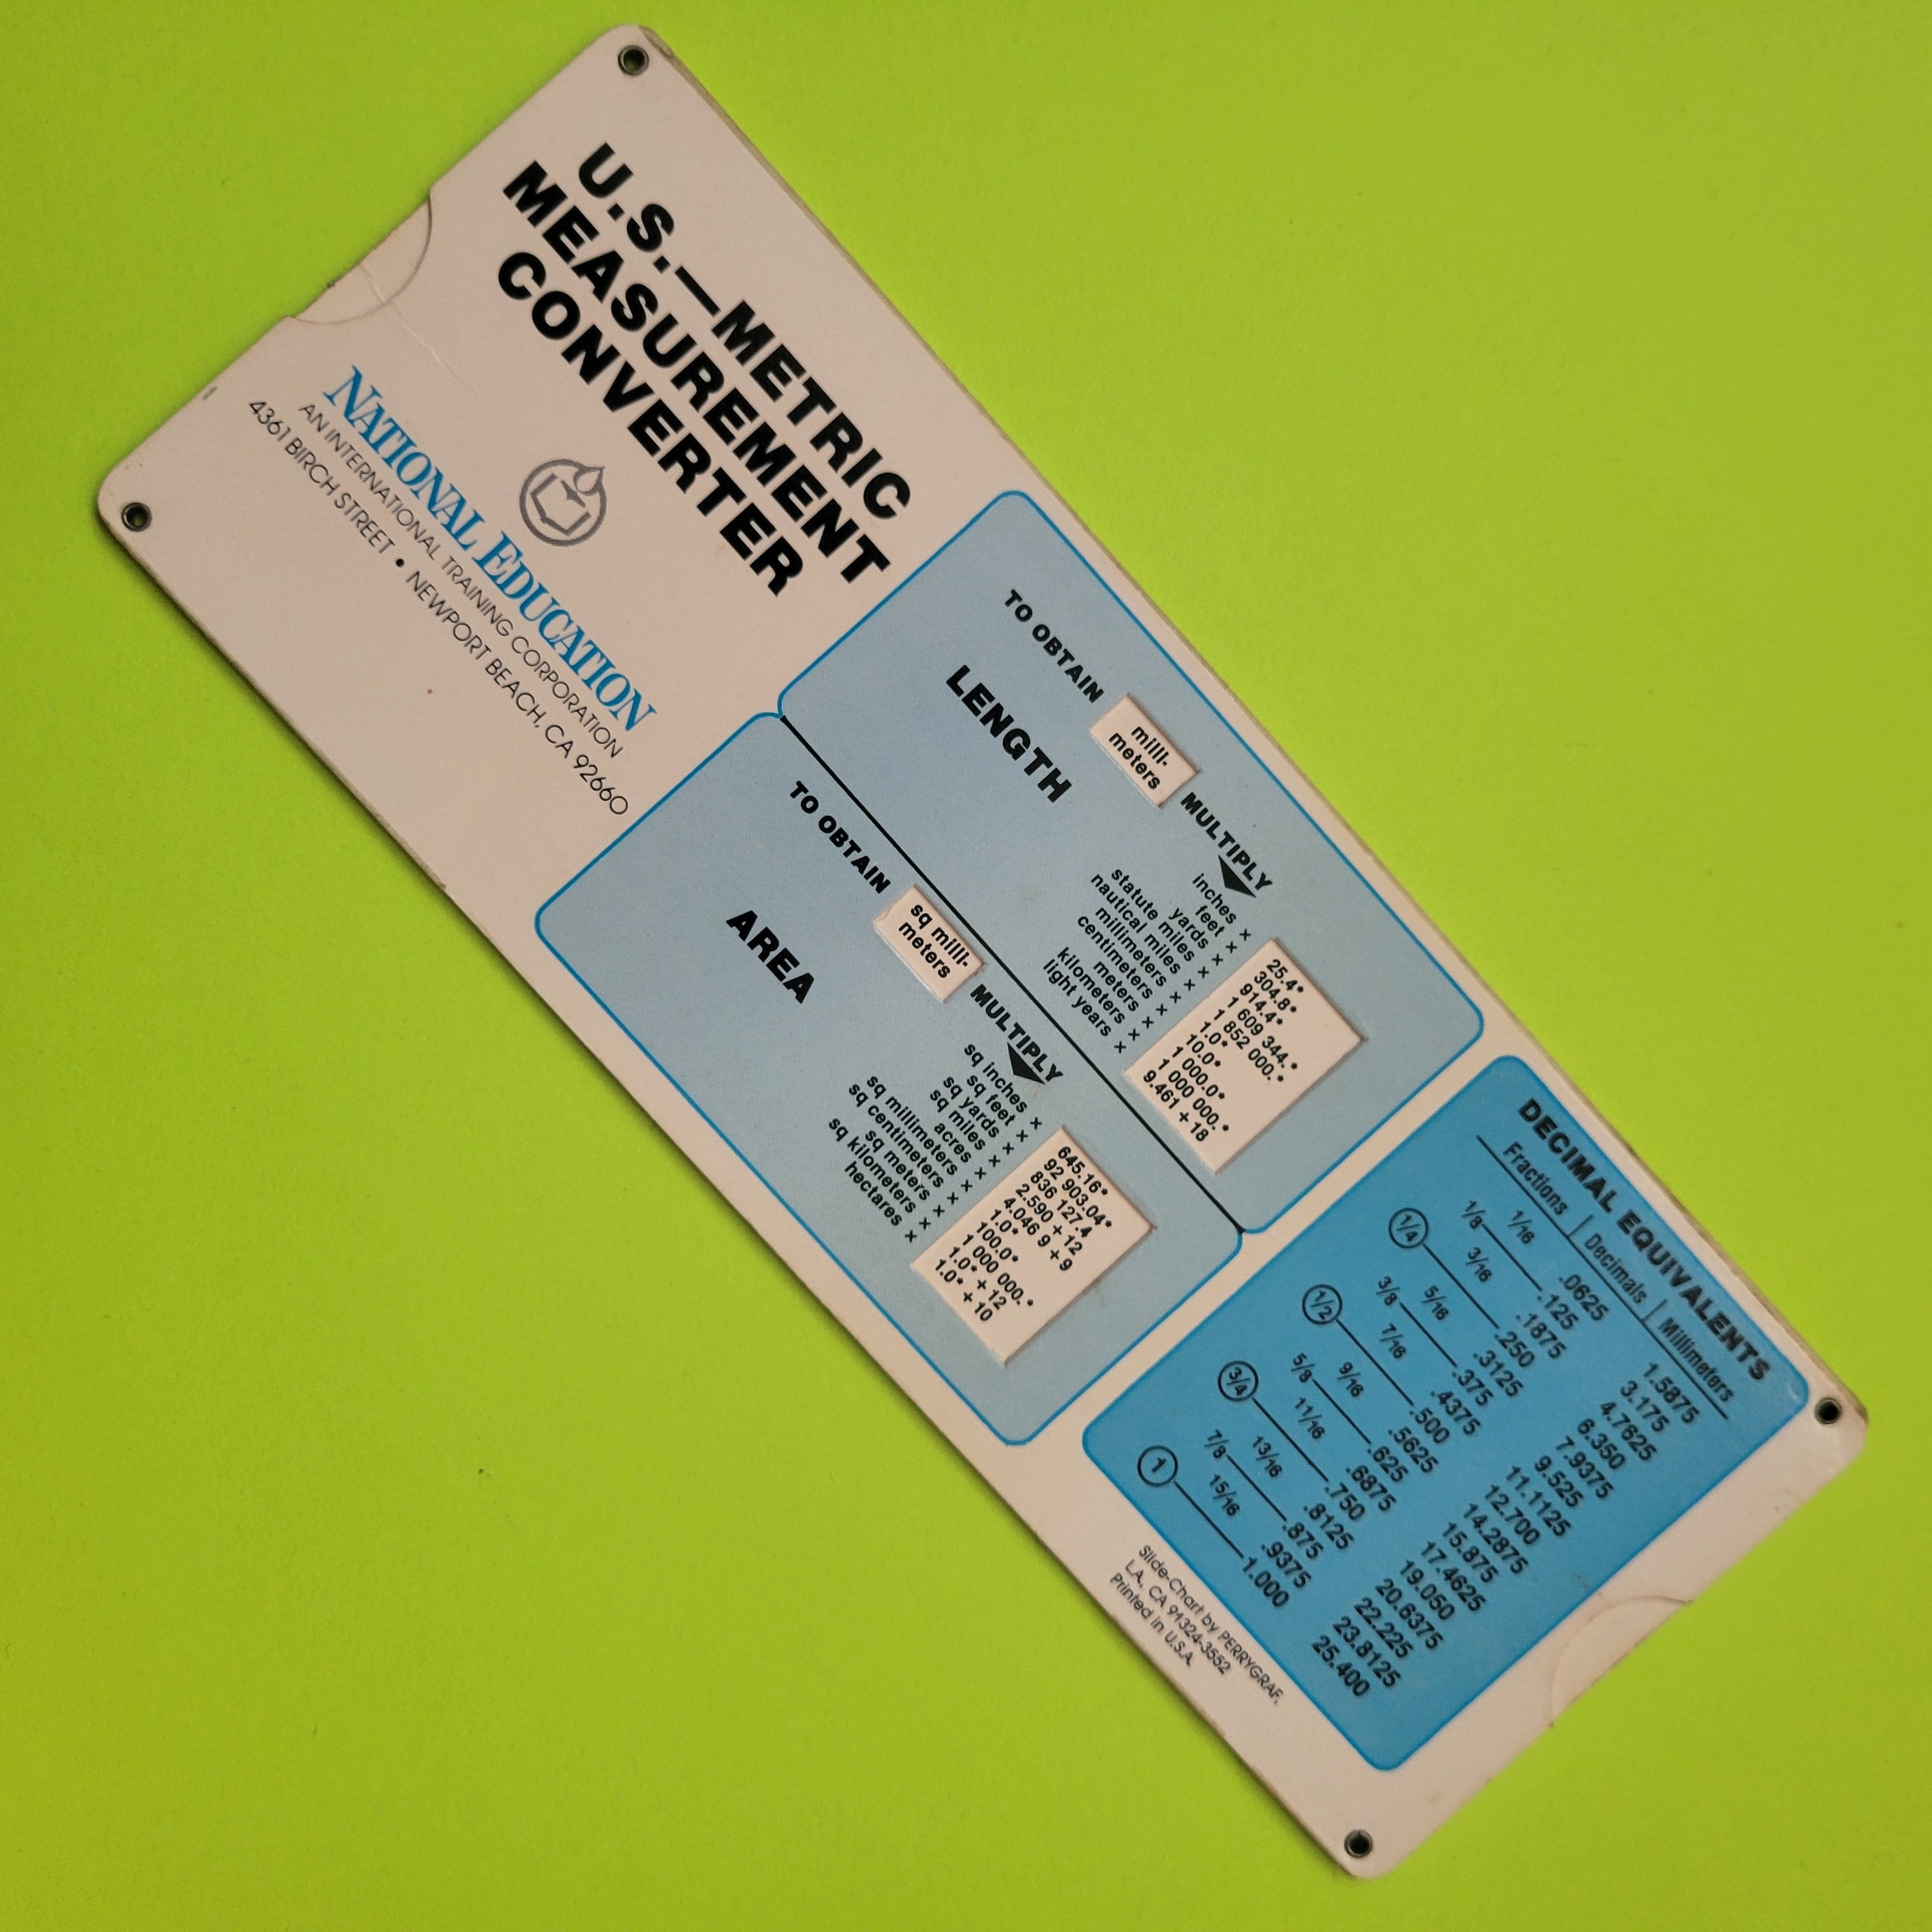 U.S.—METRIC
MEASUREMENT
CONVERTER
NATIONAL EDUCATION
AN INTERNATIONAL TRAINING CORPORATION
4361 BIRCH STREET • NEWPORT BEACH, CA 92660
TO OBTAIN milli-meters MULTIPLY
LENGTH
inches × 25.4*
feet × 304.8*
yards × 914.4*
statute miles × 1 609 344.*
nautical miles × 1 852 000.*
millimeters × 1.0*
centimeters × 10.0*
meters × 1 000.0*
kilometers × 1 000 000.*
light years × 9.461 + 18
TO OBTAIN sq milli-meters MULTIPLY
AREA
sq inches × 645.16*
sq feet × 92 903.04*
sq yards × 836 127.4
sq miles × 2.590 + 12
acres × 4.046 9 + 9
sq millimeters × 1.0*
sq centimeters × 100.0*
sq meters × 1 000 000.*
sq kilometers × 1.0* + 12
hectares × 1.0* + 10
DECIMAL EQUIVALENTS
Fractions | Decimals | Millimeters
1/16 .0625 1.5875
1/8 .125 3.175
3/16 .1875 4.7625
1/4 .250 6.350
5/16 .3125 7.9375
3/8 .375 9.525
7/16 .4375 11.1125
1/2 .500 12.700
9/16 .5625 14.2875
5/8 .625 15.875
11/16 .6875 17.4625
3/4 .750 19.050
13/16 .8125 20.6375
7/8 .875 22.225
15/16 .9375 23.8125
1 1.000 25.400
Slide-Chart by PERRYGRAF,
L.A., CA 91324-3552
Printed in U.S.A.